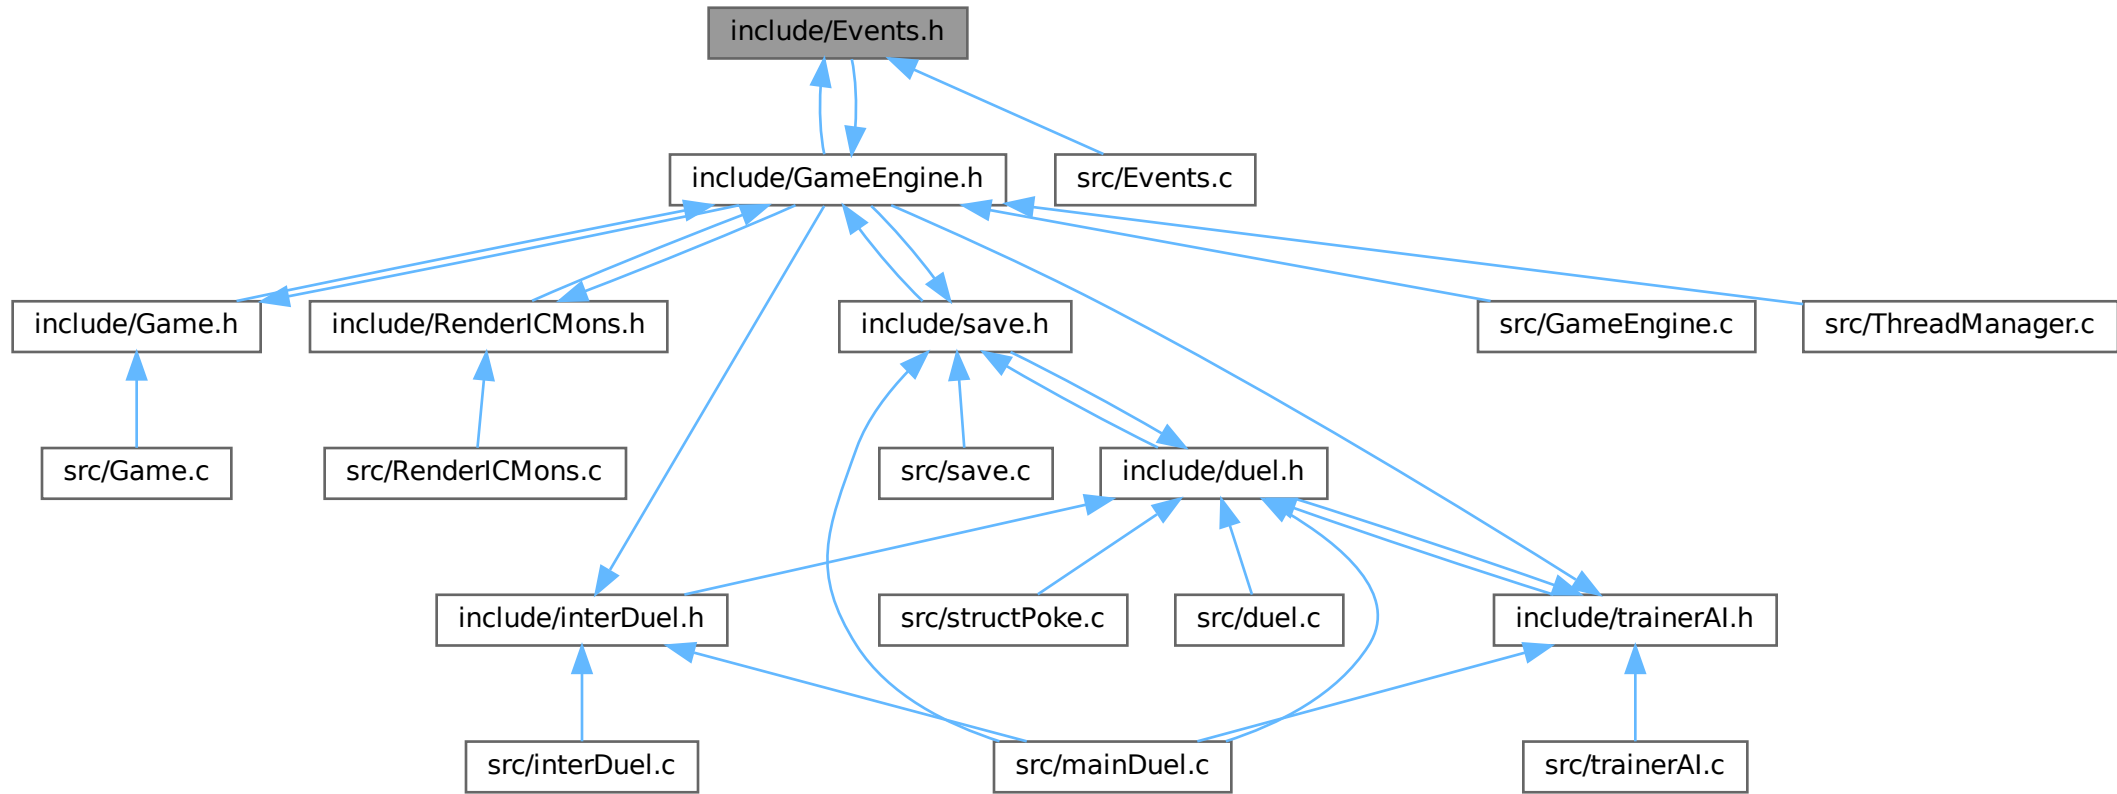 include/Events.h
include/GameEngine.h
src/Events.c
include/Game.h
include/RenderICMons.h
include/save.h
src/GameEngine.c
src/ThreadManager.c
src/Game.c
src/RenderICMons.c
src/save.c
include/duel.h
include/interDuel.h
src/structPoke.c
src/duel.c
include/trainerAI.h
src/interDuel.c
src/mainDuel.c
src/trainerAI.c